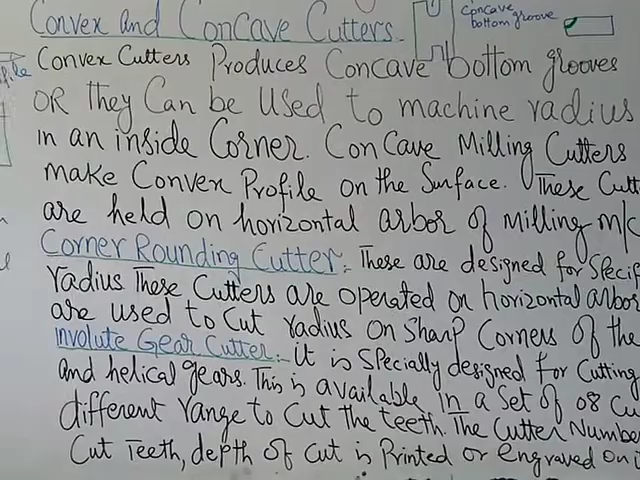 Concave
bottom groove
Convex and Concave Cutters.
Convex Cutters Produces Concave bottom grooves
OR They Can be Used to machine radius
in an inside Corner. Concave Milling Cutters
make Convex Profile on the Surface. These Cutt
are held on horizontal arbor of Milling m/c
Corner Rounding Cutter:- These are designed for Specif
radius These Cutters are operated on horizontal arbor
are used to Cut radius on Sharp Corners of the
Involute Gear Cutter:- it is Specially designed for Cutting
and helical gears. This is available in a Set of 08 Cu
different range to Cut the teeth. The Cutter Number
Cut Teeth, depth of Cut is Printed or engraved on i